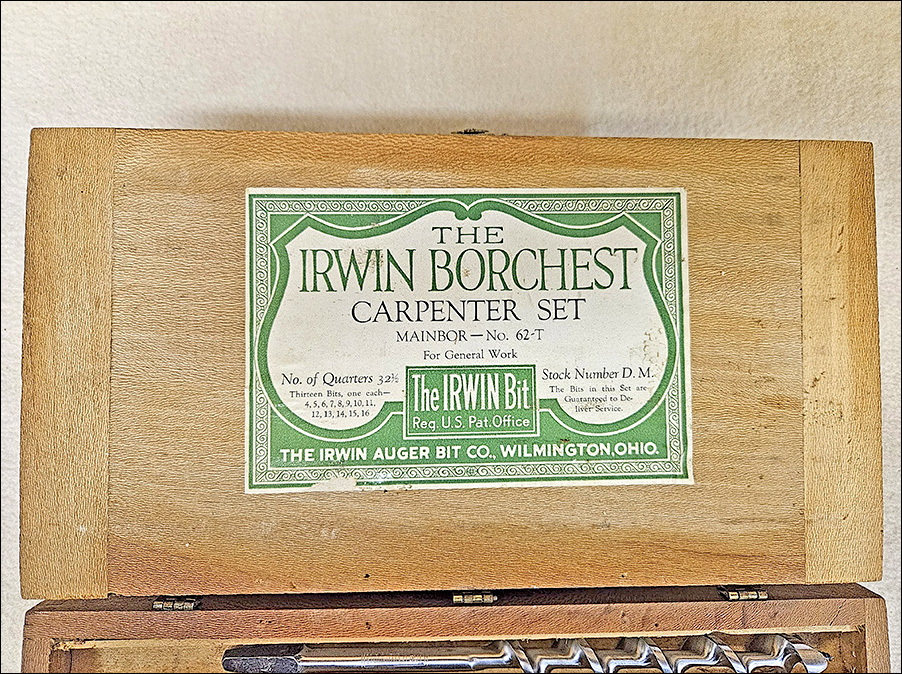 THE
IRWIN BORCHEST
CARPENTER SET
MAINBOR — No. 62-T
For General Work
No. of Quarters 32½
Thirteen Bits, one each—
4, 5, 6, 7, 8, 9, 10, 11,
12, 13, 14, 15, 16
The IRWIN Bit
Reg. U.S. Pat. Office
Stock Number D. M.
The Bits in this Set are
Guaranteed to De-
liver Service.
THE IRWIN AUGER BIT CO., WILMINGTON, OHIO.